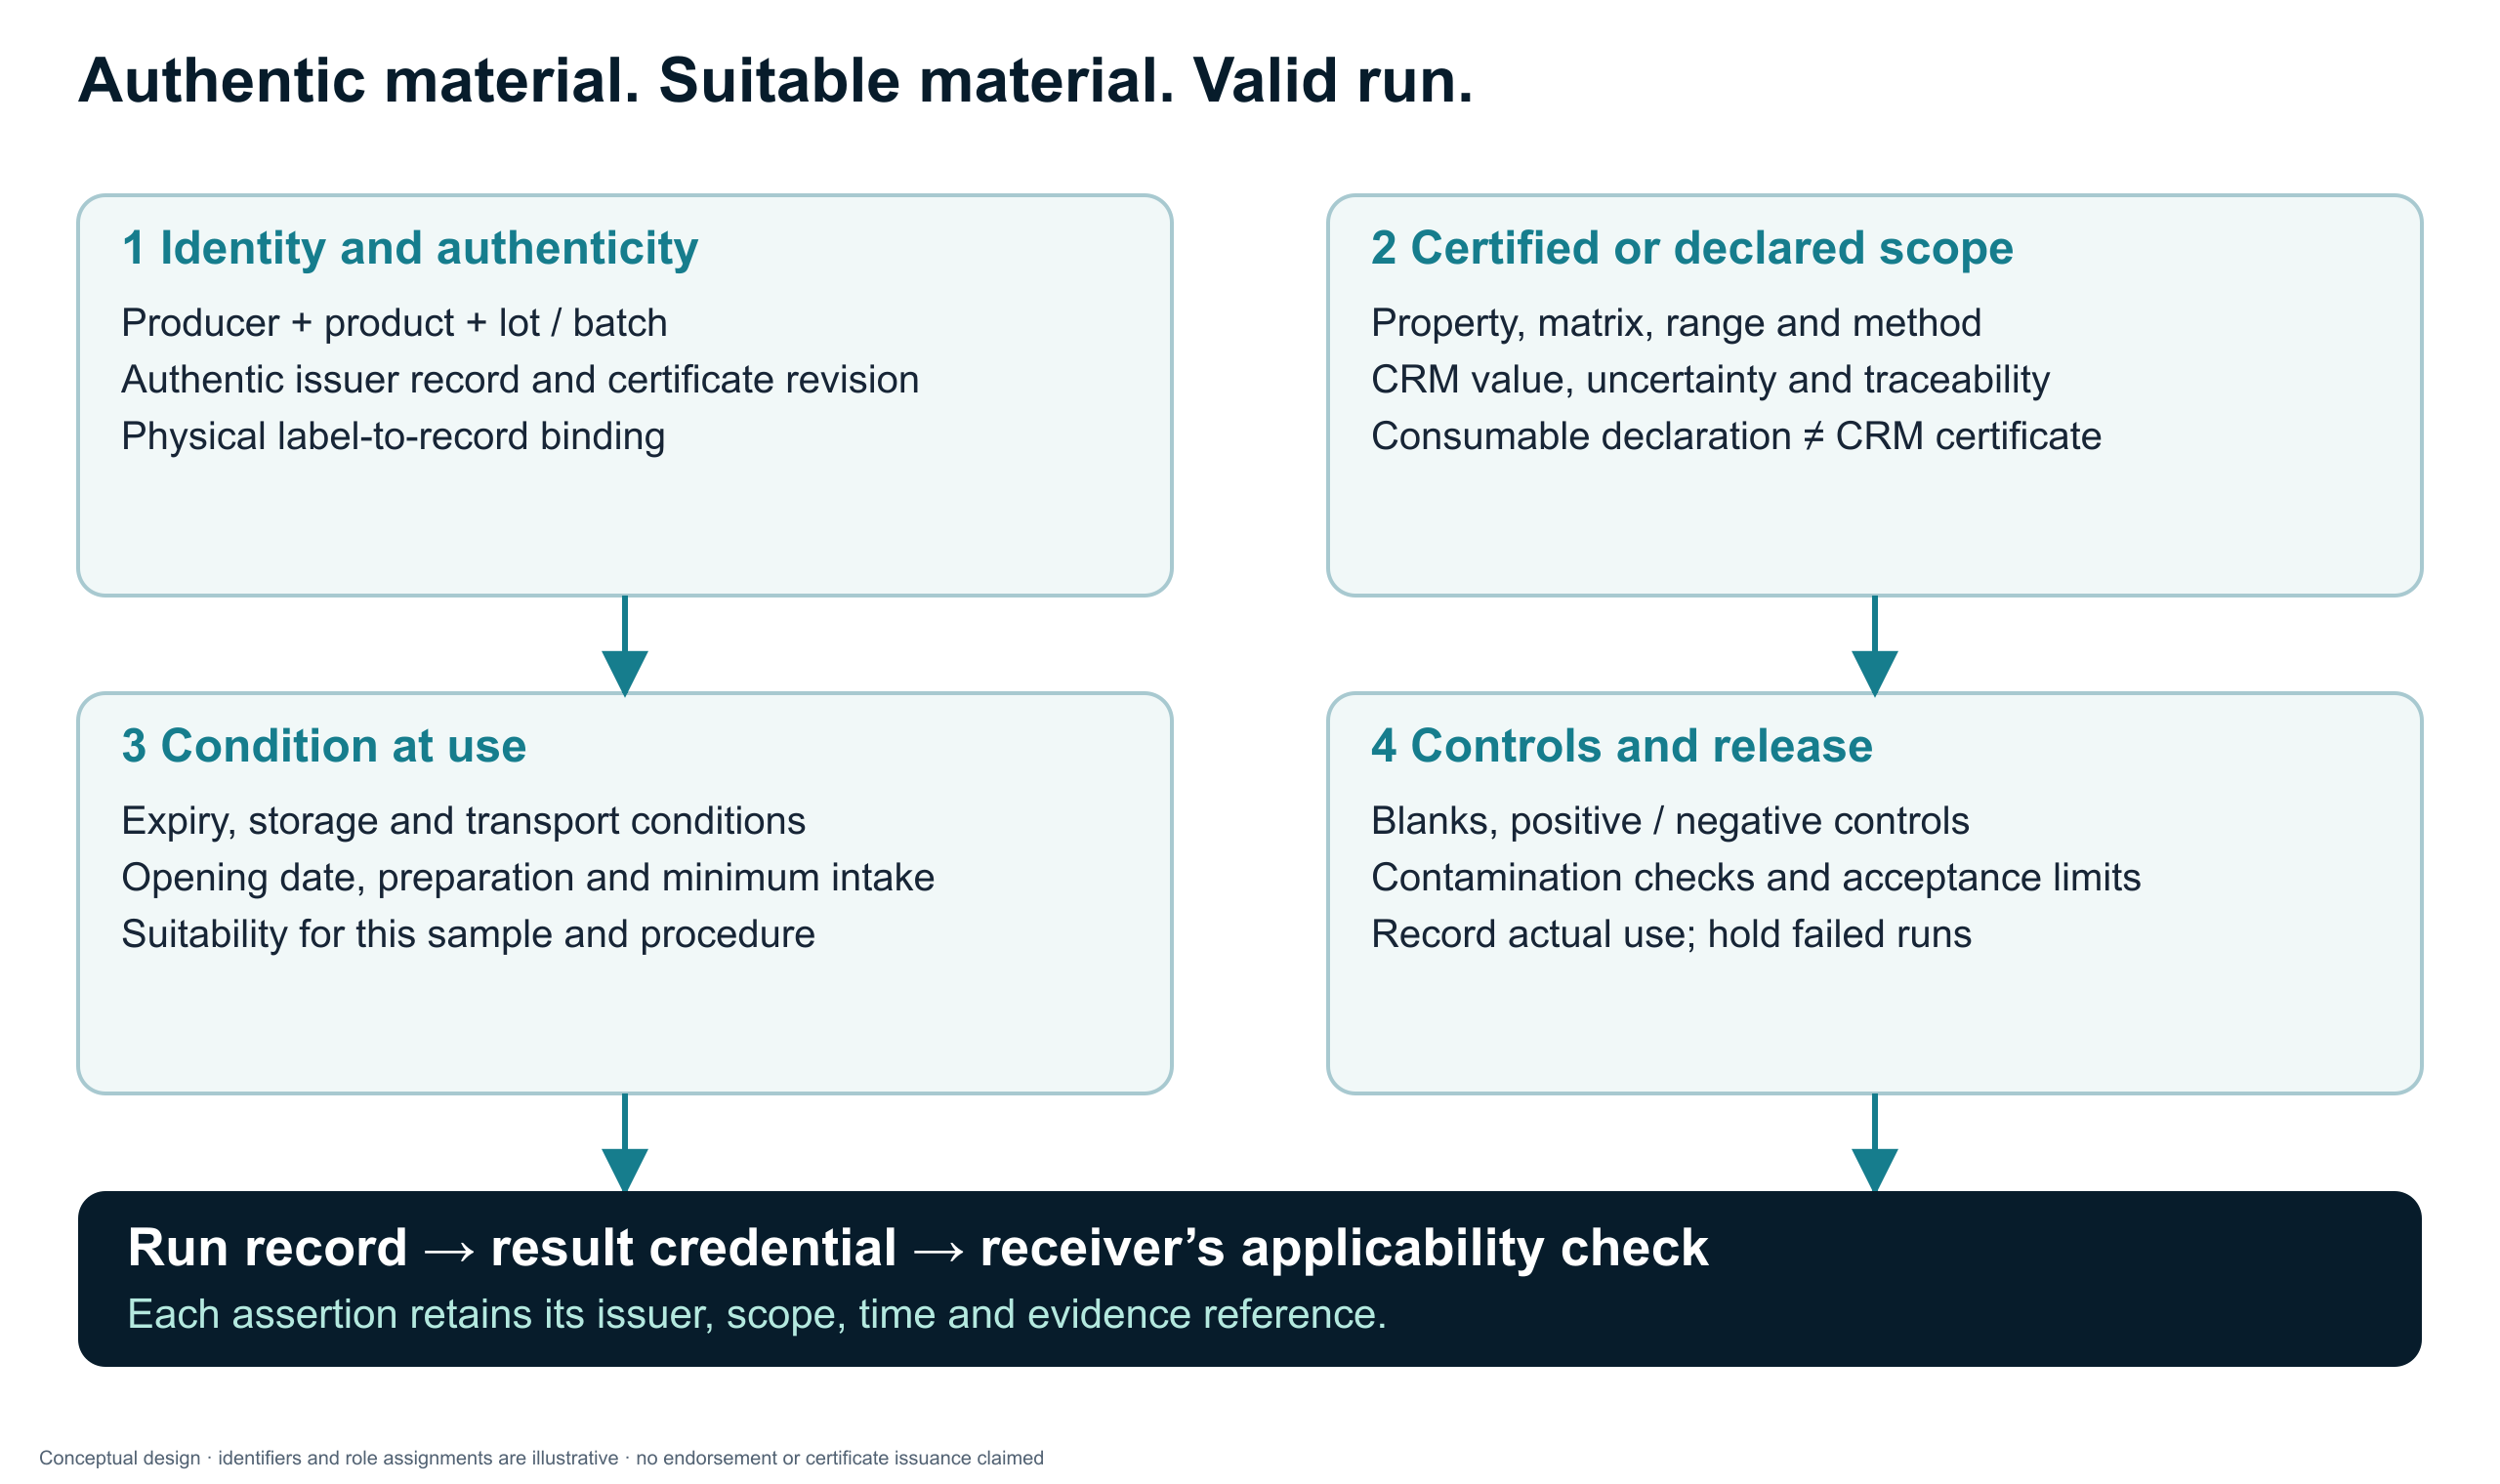 Authentic material. Suitable material. Valid run.
1 Identity and authenticity
Producer + product + lot / batch
Authentic issuer record and certificate revision
Physical label-to-record binding
2 Certified or declared scope
Property, matrix, range and method
CRM value, uncertainty and traceability
Consumable declaration ≠ CRM certificate
3 Condition at use
Expiry, storage and transport conditions
Opening date, preparation and minimum intake
Suitability for this sample and procedure
4 Controls and release
Blanks, positive / negative controls
Contamination checks and acceptance limits
Record actual use; hold failed runs
Run record → result credential → receiver’s applicability check
Each assertion retains its issuer, scope, time and evidence reference.
Conceptual design · identifiers and role assignments are illustrative · no endorsement or certificate issuance claimed